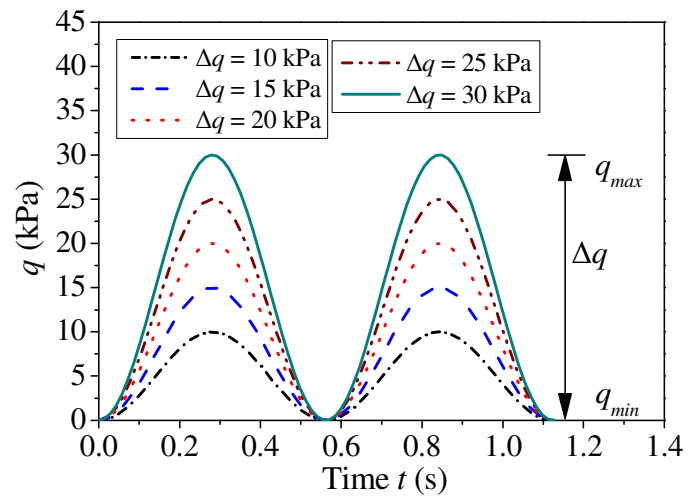 45
40
35
30
25
20
15
10
5
0
q (kPa)
Δq = 10 kPa
Δq = 15 kPa
Δq = 20 kPa
Δq = 25 kPa
Δq = 30 kPa
q_max
Δq
q_min
0.0 0.2 0.4 0.6 0.8 1.0 1.2 1.4
Time t (s)